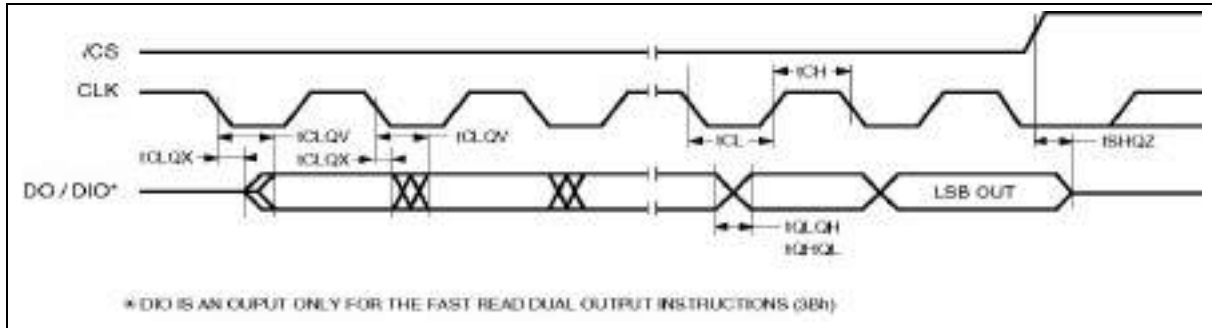 /CS
CLK
tCH
tCLQV
tCLQV
tCL
tSHQZ
tCLQX
tCLQX
DO / DIO*
LSB OUT
tQLQH
tQHQL
* DIO IS AN OUPUT ONLY FOR THE FAST READ DUAL OUTPUT INSTRUCTIONS (3Bh)